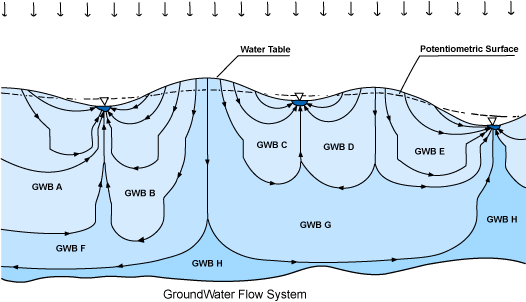 Water Table
Potentiometric Surface
GWB C
GWB D
GWB E
GWB A
GWB B
GWB H
GWB G
GWB F
GWB H
GroundWater Flow System